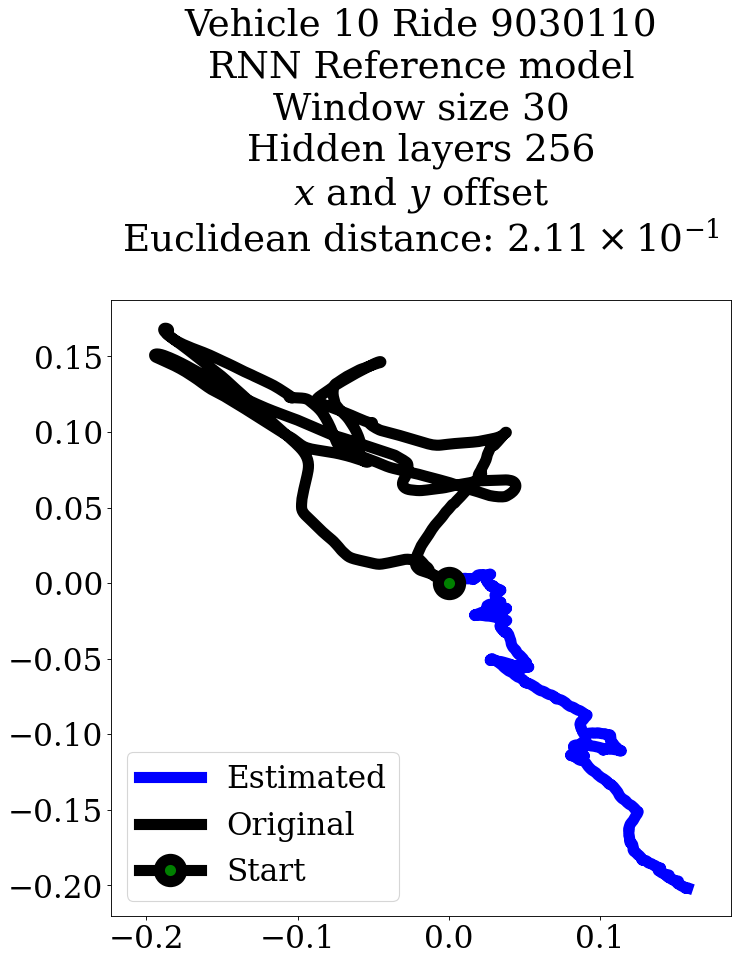 Vehicle 10 Ride 9030110
RNN Reference model
Window size 30
Hidden layers 256
x and y offset
Euclidean distance: 2.11 × 10⁻¹
0.15
0.10
0.05
0.00
−0.05
−0.10
−0.15
−0.20
Estimated
Original
Start
−0.2
−0.1
0.0
0.1